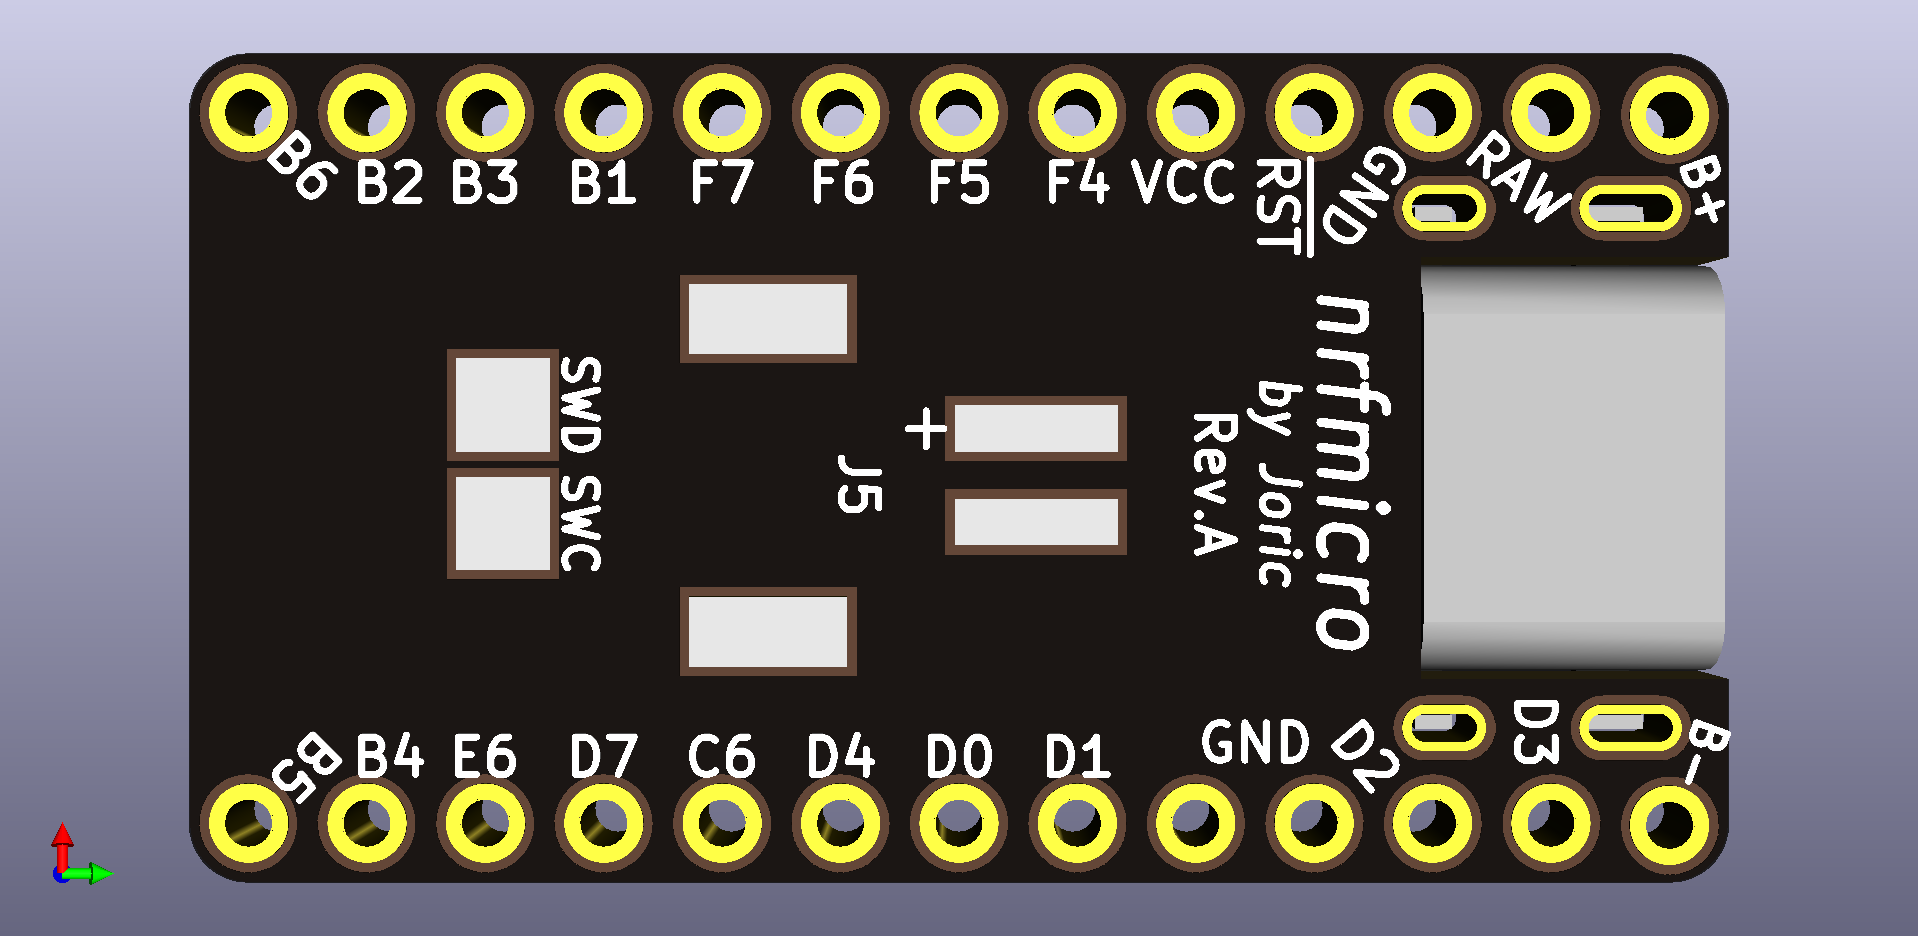 B6 B2 B3 B1 F7 F6 F5 F4 VCC RST GND RAW B+
SWD
SWC
J5
+
nrfmicro
by Joric
Rev.A
B5 B4 E6 D7 C6 D4 D0 D1 GND D2 D3 B-